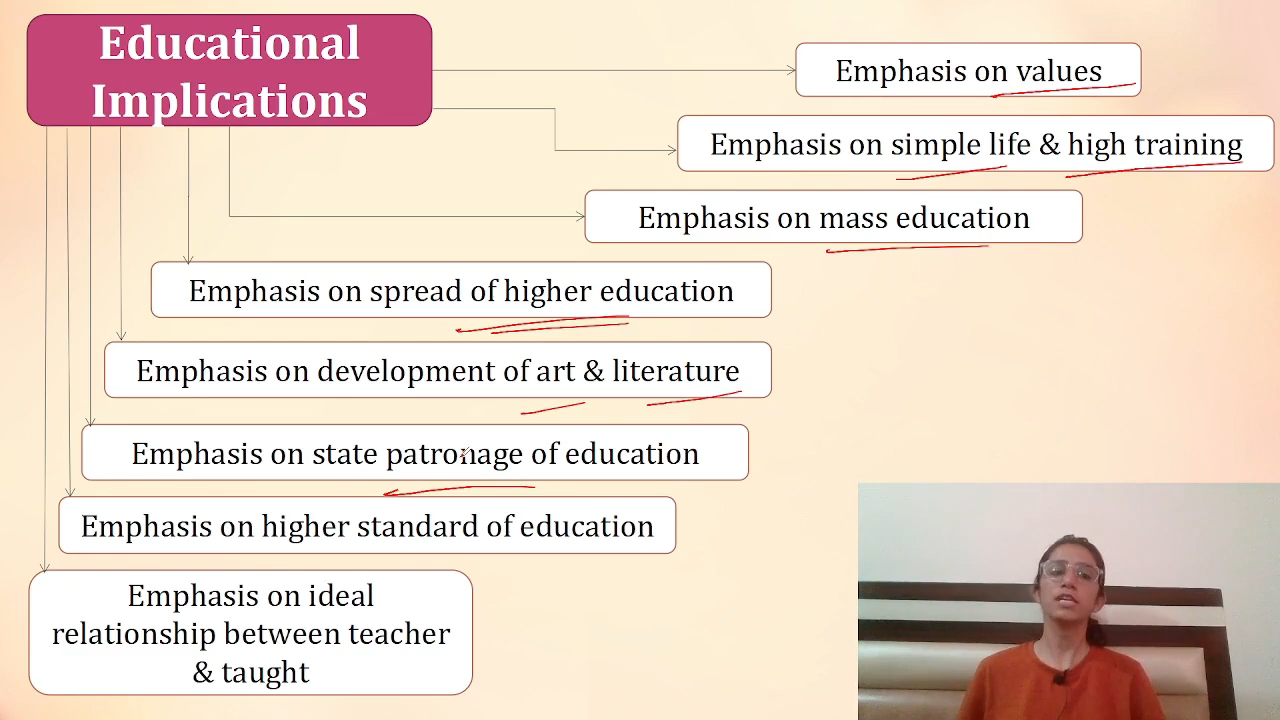 Educational
Implications
Emphasis on values
Emphasis on simple life & high training
Emphasis on mass education
Emphasis on spread of higher education
Emphasis on development of art & literature
Emphasis on state patronage of education
Emphasis on higher standard of education
Emphasis on ideal
relationship between teacher
& taught